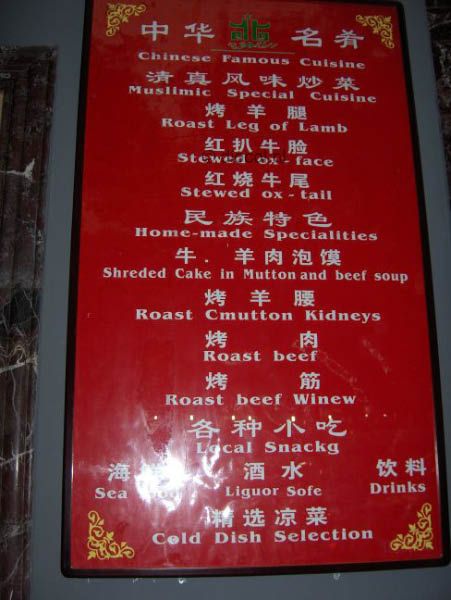 中华 名肴
Chinese Famous Cuisine
清真风味炒菜
Muslimic Special Cuisine
烤羊腿
Roast Leg of Lamb
红扒牛脸
Stewed ox-face
红烧牛尾
Stewed ox-tail
民族特色
Home-made Specialities
牛.羊肉泡馍
Shreded Cake in Mutton and beef soup
烤羊腰
Roast Cmutton Kidneys
烤 肉
Roast beef
烤 筋
Roast beef Winew
各种小吃
Local Snackg
海 酒水 饮料
Sea Liguor Sofe Drinks
精选凉菜
Cold Dish Selection